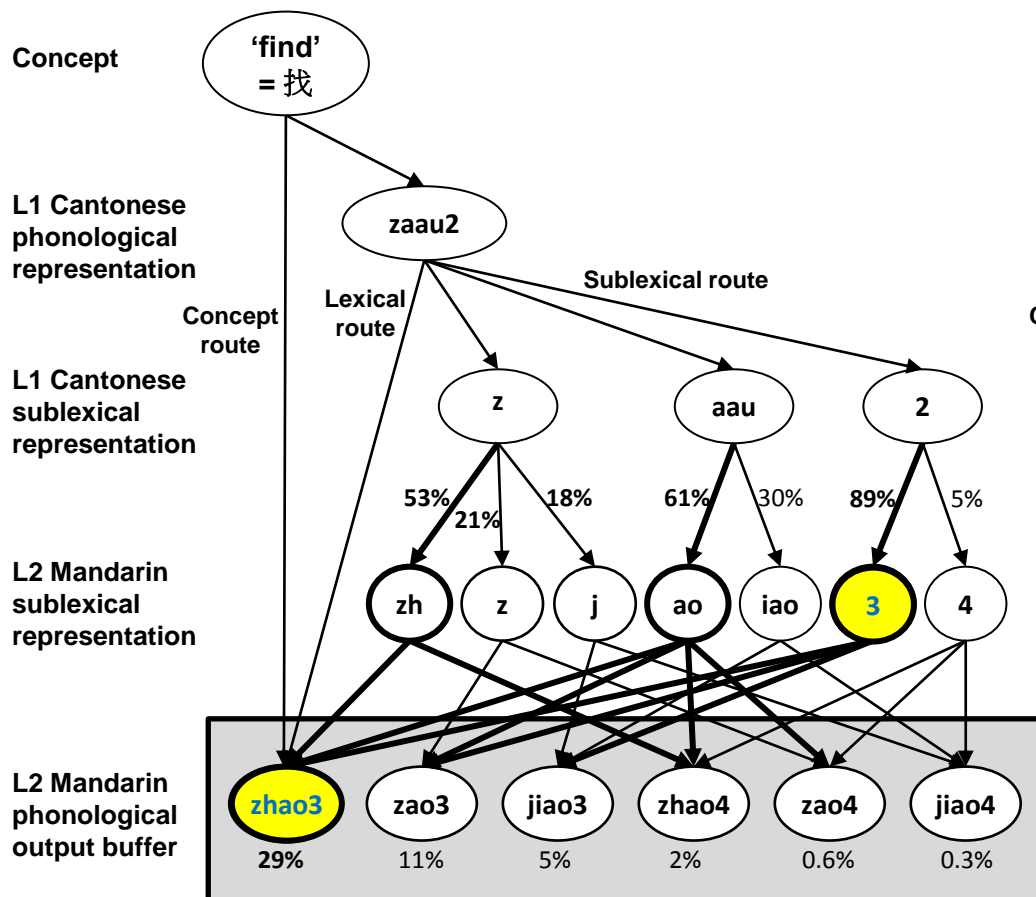 Concept
‘find’
= 找
L1 Cantonese
phonological
representation
zaau2
Sublexical route
Lexical
route
Concept
route
C
L1 Cantonese
sublexical
representation
z
aau
2
53%
21%
18%
61%
30%
89%
5%
L2 Mandarin
sublexical
representation
zh
z
j
ao
iao
3
4
L2 Mandarin
phonological
output buffer
zhao3
zao3
jiao3
zhao4
zao4
jiao4
29%
11%
5%
2%
0.6%
0.3%